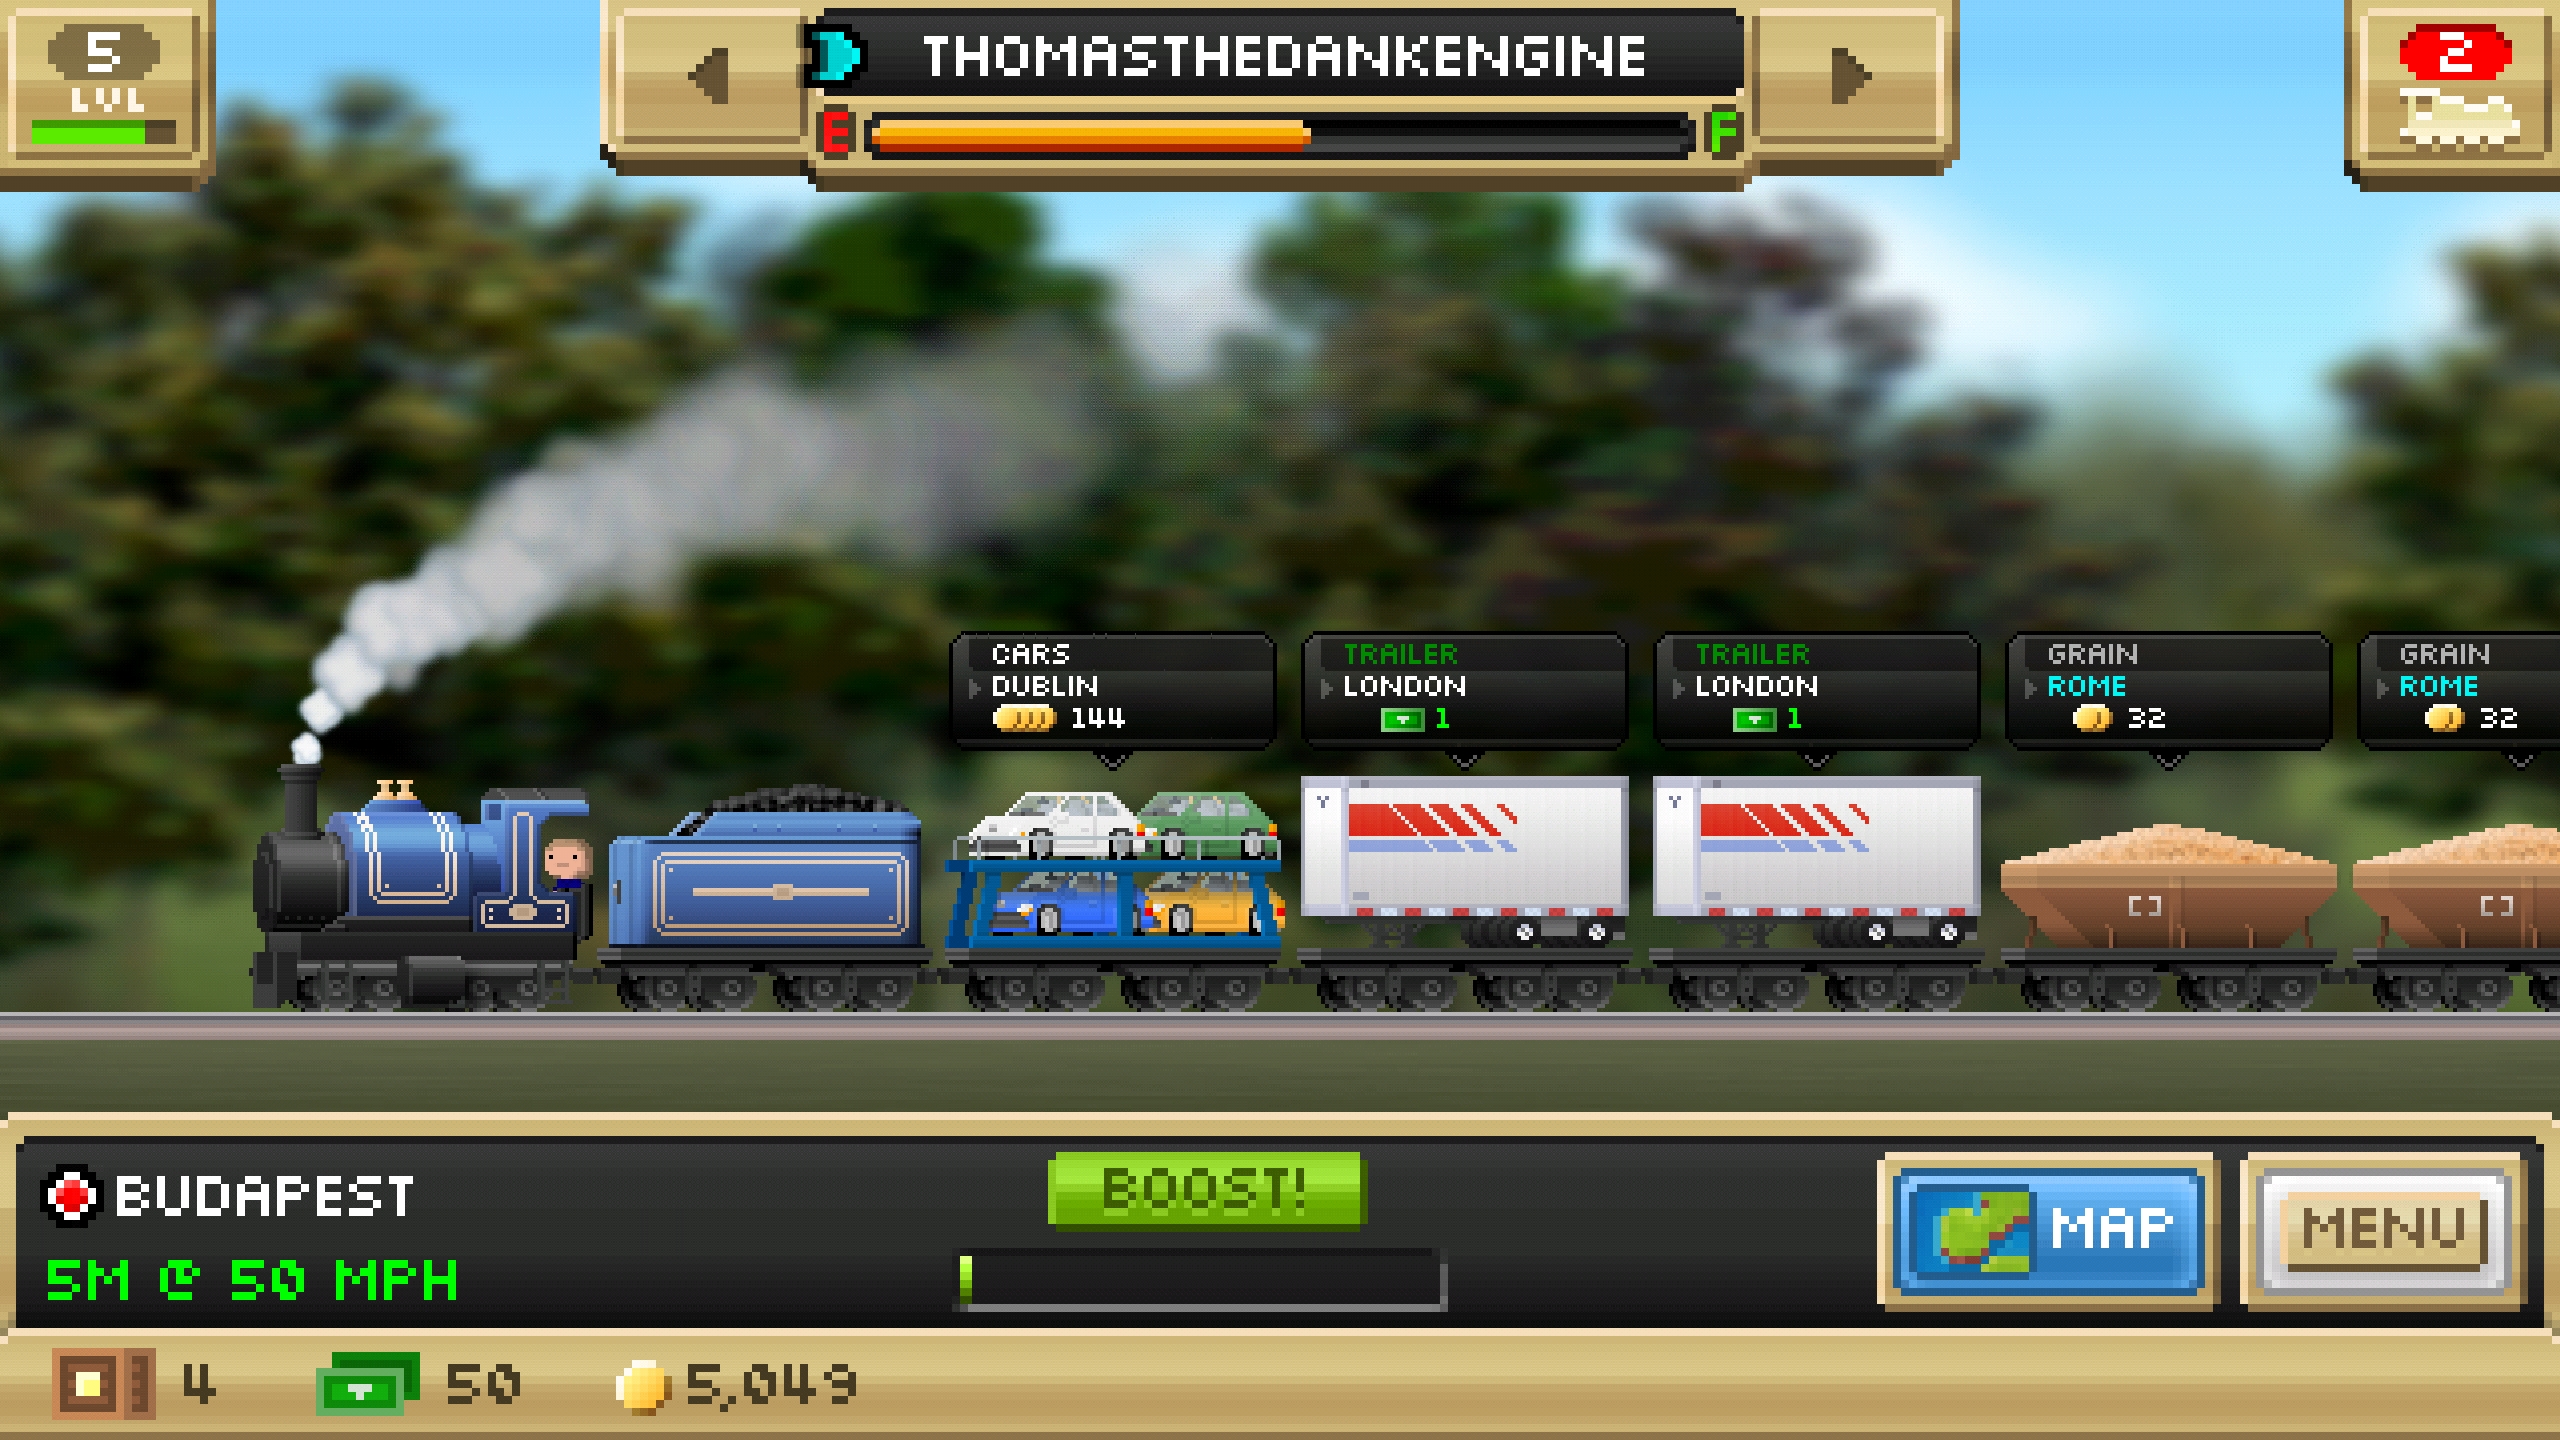 5
LVL
THOMASTHEDANKENGINE
E
F
2
CARS
DUBLIN
144
TRAILER
LONDON
1
TRAILER
LONDON
1
GRAIN
ROME
32
GRAIN
ROME
32
BUDAPEST
5M @ 50 MPH
BOOST!
MAP
MENU
4
50
5,049